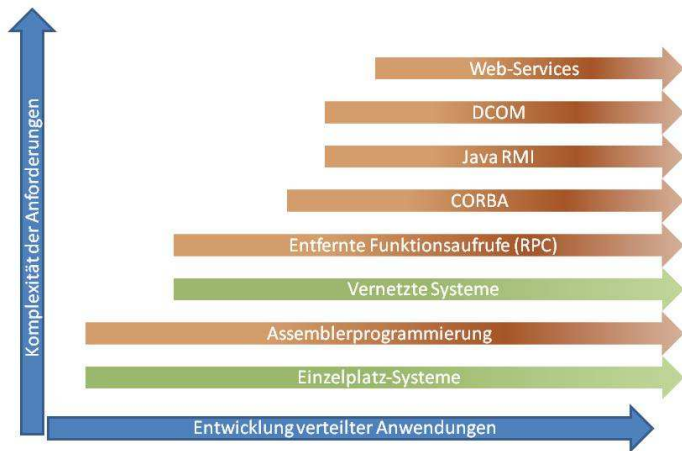 Komplexität der Anforderungen
Web-Services
DCOM
Java RMI
CORBA
Entfernte Funktionsaufrufe (RPC)
Vernetzte Systeme
Assemblerprogrammierung
Einzelplatz-Systeme
Entwicklung verteilter Anwendungen